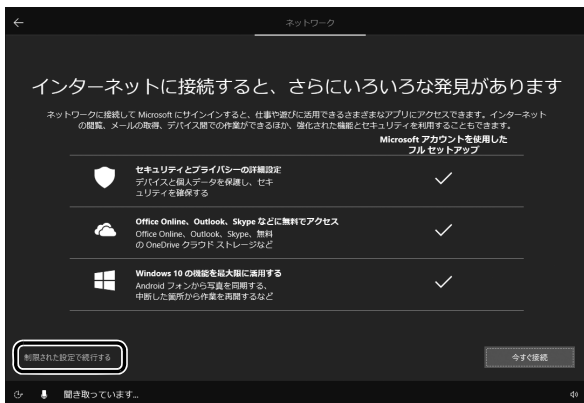 ネットワーク
インターネットに接続すると、さらにいろいろな発見があります
ネットワークに接続して Microsoft にサインインすると、仕事や遊びに活用できるさまざまなアプリにアクセスできます。インターネット
の閲覧、メールの取得、デバイス間での作業ができるほか、強化された機能とセキュリティを利用することもできます。
Microsoft アカウントを使用した
フル セットアップ
セキュリティとプライバシーの詳細設定
デバイスと個人データを保護し、セキ
ュリティを確保する
Office Online、Outlook、Skype などに無料でアクセス
Office Online、Outlook、Skype、無料
の OneDrive クラウド ストレージなど
Windows 10 の機能を最大限に活用する
Android フォンから写真を同期する、
中断した箇所から作業を再開するなど
制限された設定で続行する
今すぐ接続
聞き取っています...